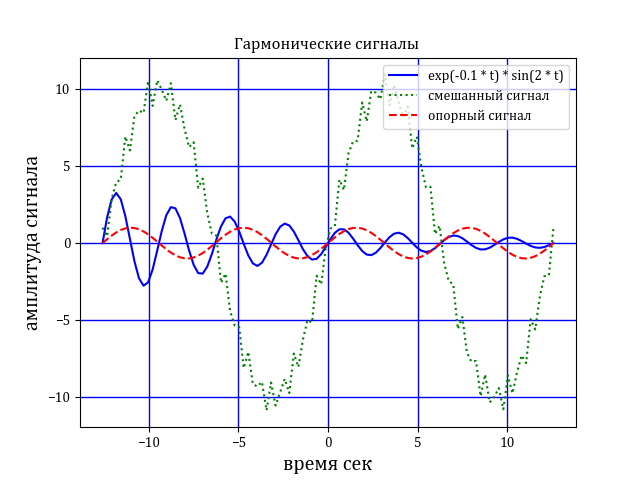 Гармонические сигналы
exp(-0.1 * t) * sin(2 * t)
смешанный сигнал
опорный сигнал
амплитуда сигнала
10
5
0
−5
−10
−10
−5
0
5
10
время сек